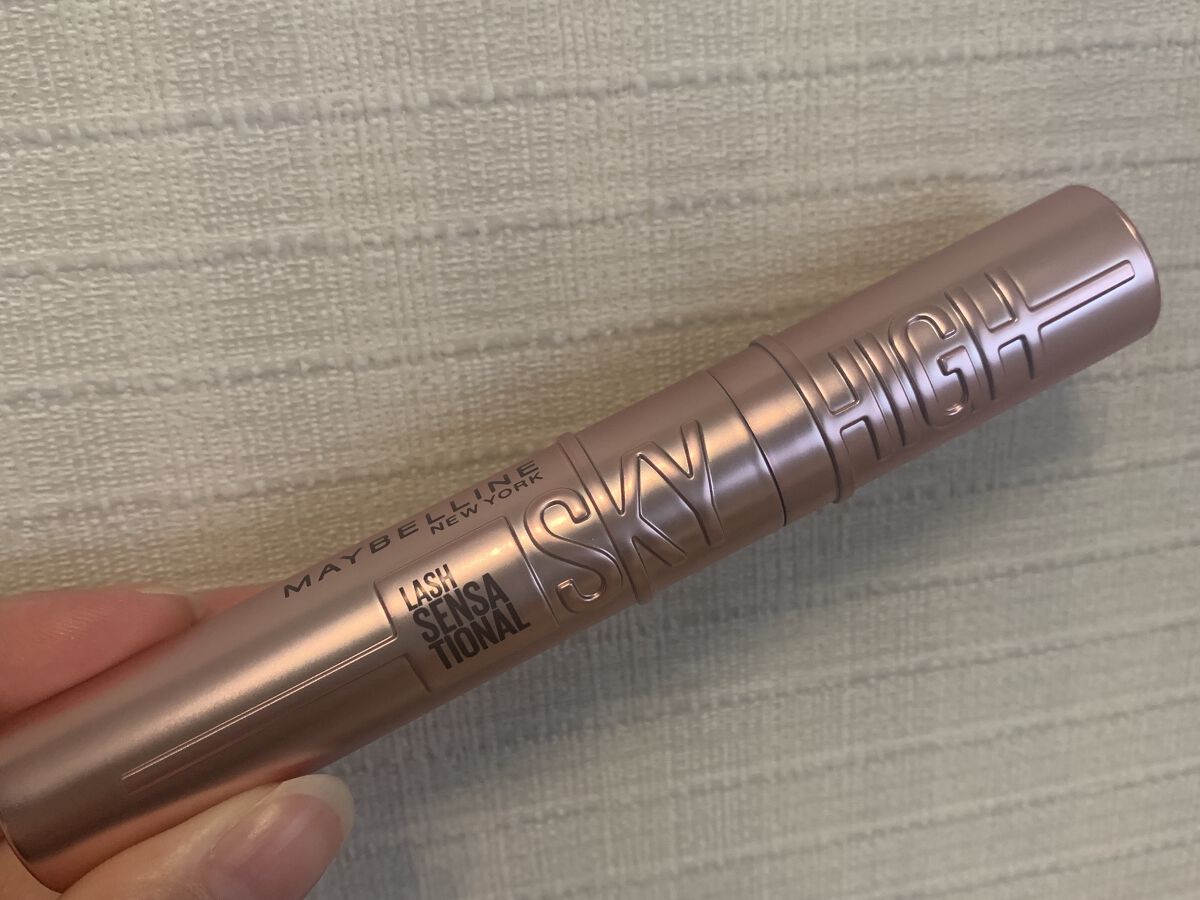 MAYBELLINE
NEW YORK
LASH
SENSA
TIONAL
SKY HIGH